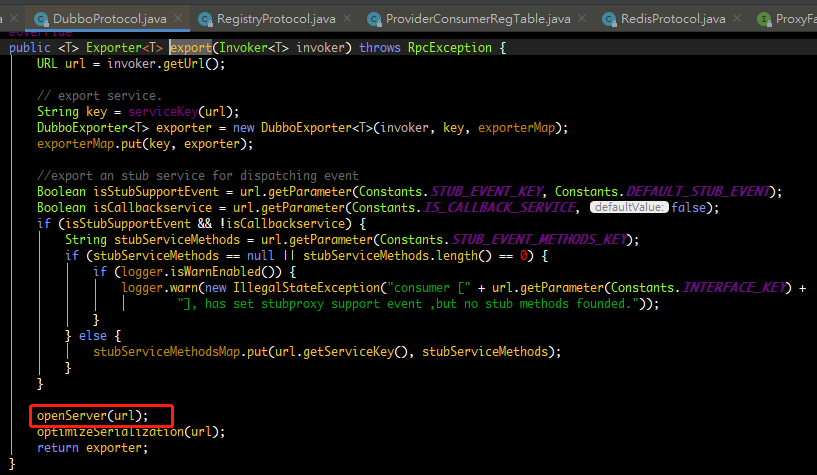 a DubboProtocol.java × RegistryProtocol.java × ProviderConsumerRegTable.java × RedisProtocol.java × ProxyFa
@Override
public <T> Exporter<T> export(Invoker<T> invoker) throws RpcException {
URL url = invoker.getUrl();
// export service.
String key = serviceKey(url);
DubboExporter<T> exporter = new DubboExporter<T>(invoker, key, exporterMap);
exporterMap.put(key, exporter);
//export an stub service for dispatching event
Boolean isStubSupportEvent = url.getParameter(Constants.STUB_EVENT_KEY, Constants.DEFAULT_STUB_EVENT);
Boolean isCallbackservice = url.getParameter(Constants.IS_CALLBACK_SERVICE, defaultValue: false);
if (isStubSupportEvent && !isCallbackservice) {
String stubServiceMethods = url.getParameter(Constants.STUB_EVENT_METHODS_KEY);
if (stubServiceMethods == null || stubServiceMethods.length() == 0) {
if (logger.isWarnEnabled()) {
logger.warn(new IllegalStateException("consumer [" + url.getParameter(Constants.INTERFACE_KEY) +
"], has set stubproxy support event ,but no stub methods founded."));
}
} else {
stubServiceMethodsMap.put(url.getServiceKey(), stubServiceMethods);
}
}
openServer(url);
optimizeSerialization(url);
return exporter;
}